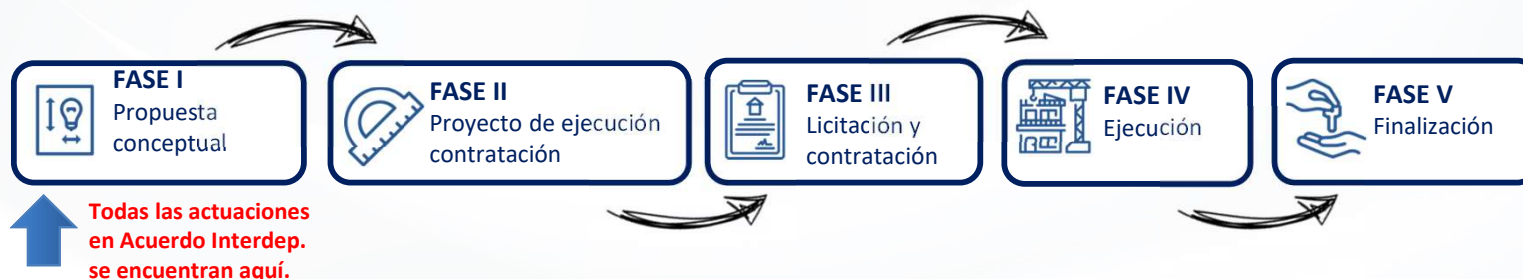 FASE I
Propuesta
conceptual
FASE II
Proyecto de ejecución
contratación
FASE III
Licitación y
contratación
FASE IV
Ejecución
FASE V
Finalización
Todas las actuaciones
en Acuerdo Interdep.
se encuentran aquí.